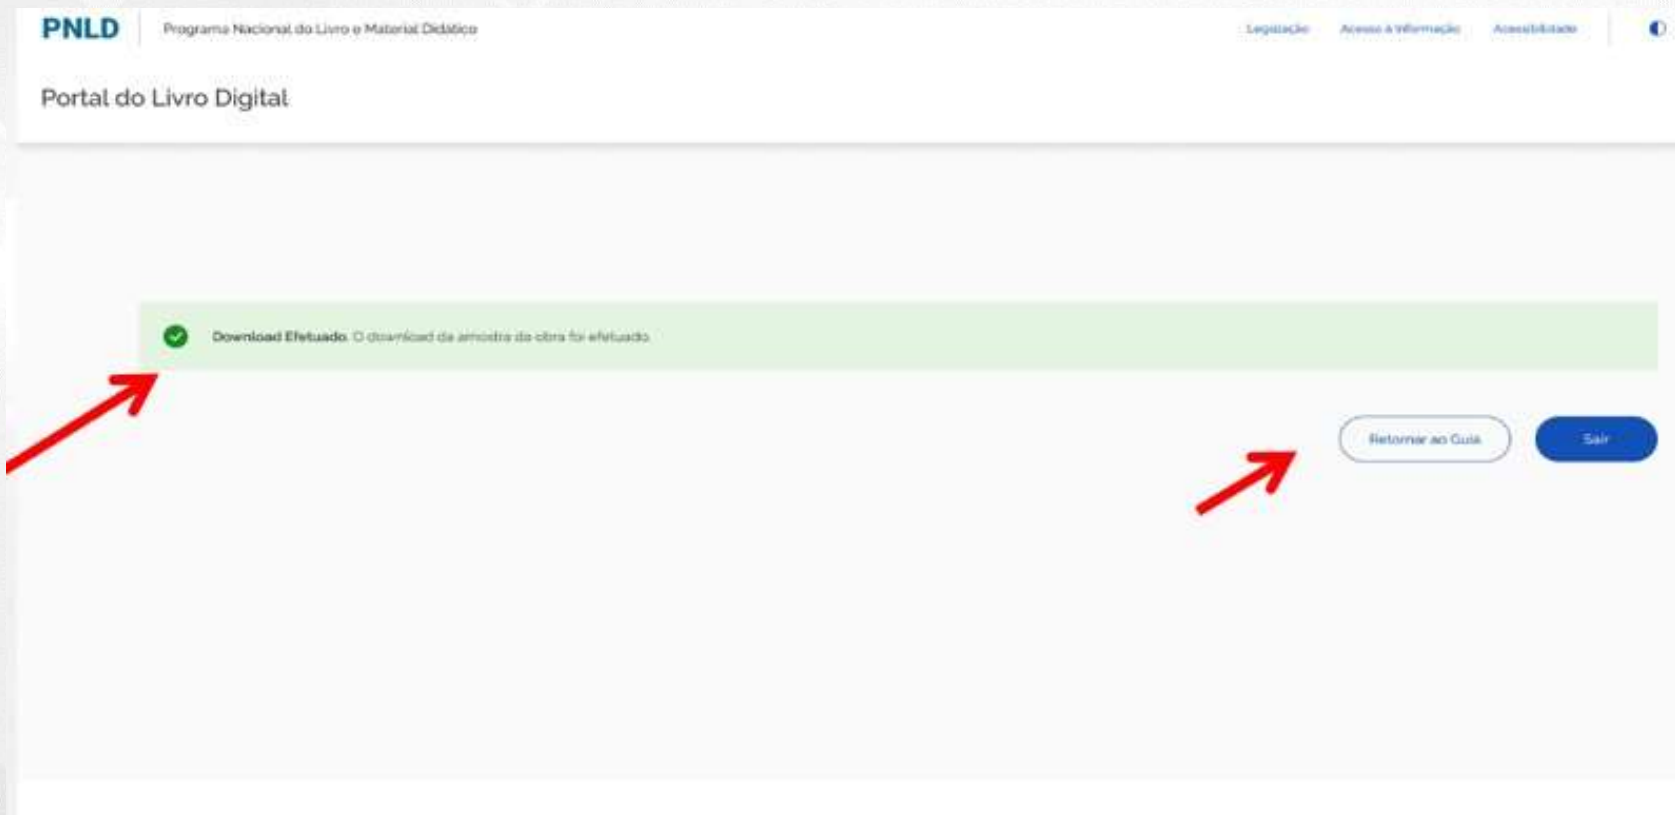 PNLD
Programa Nacional do Livro e Material Didático
Legislação
Acesso à Informação
Acessibilidade
Portal do Livro Digital
Download Efetuado. O download da amostra da obra foi efetuado.
Retornar ao Guia
Sair